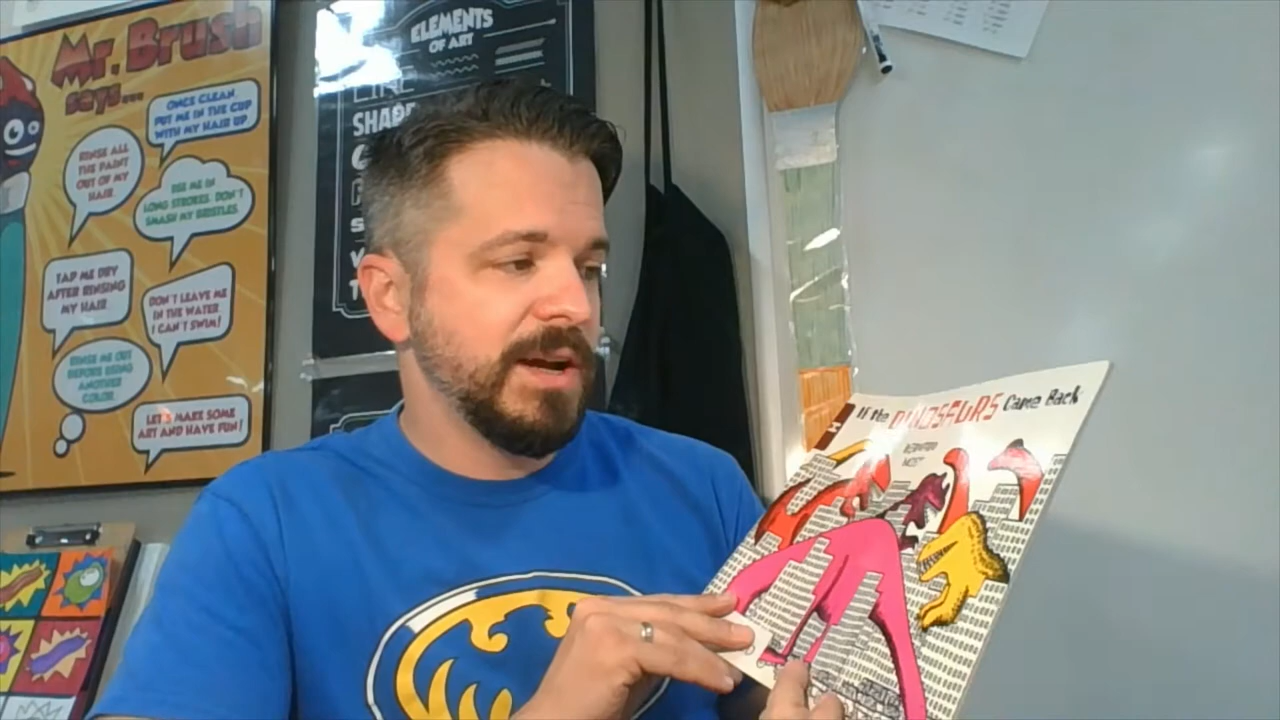 Mr. Brush
says...
ONCE CLEAN,
PUT ME IN THE CUP
WITH MY HAIR UP.
RINSE ALL
THE PAINT
OUT OF MY
HAIR.
USE ME IN
LONG STROKES. DON'T
SMASH MY BRISTLES.
TAP ME DRY
AFTER RINSING
MY HAIR
DON'T LEAVE ME
IN THE WATER
I CAN'T SWIM!
RINSE ME OUT
BEFORE USING
ANOTHER
COLOR.
LET'S MAKE SOME
ART AND HAVE FUN!
ELEMENTS
OF ART
LINE
SHAPE
If the DINOSAURS Came Back